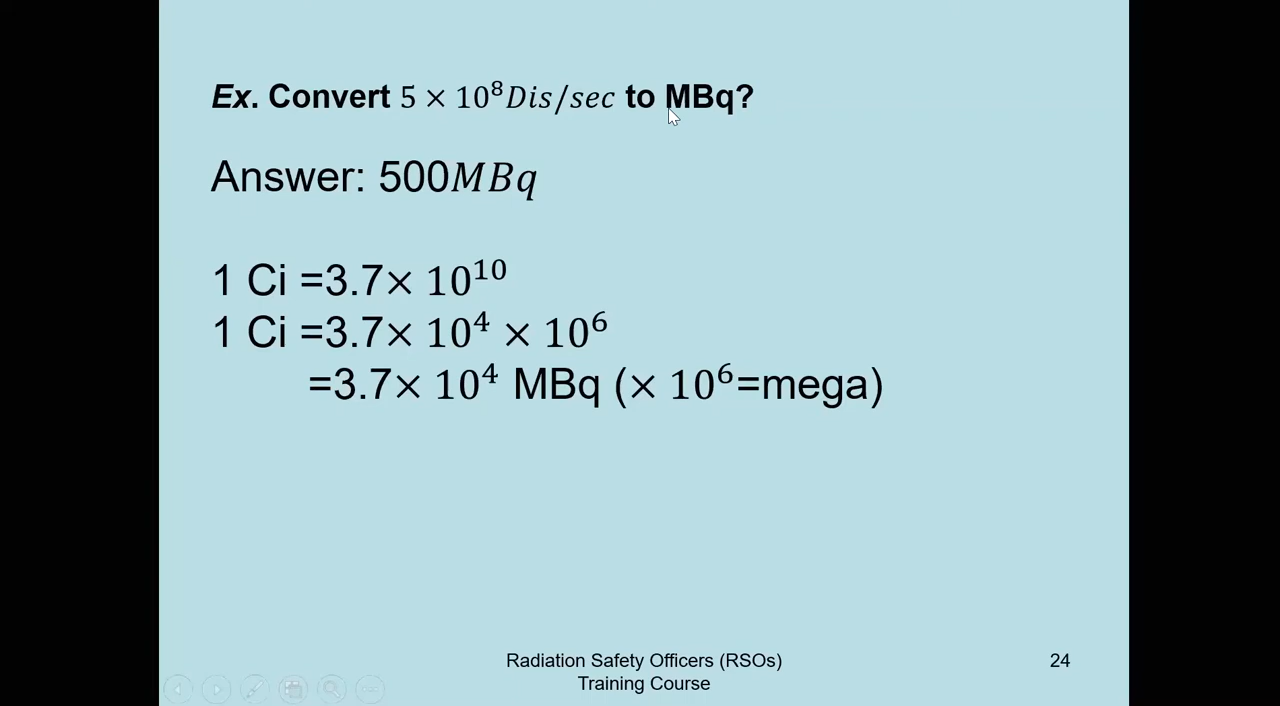 Ex. Convert 5 × 10⁸Dis/sec to MBq?
Answer: 500MBq
1 Ci =3.7× 10¹⁰
1 Ci =3.7× 10⁴ × 10⁶
=3.7× 10⁴ MBq (× 10⁶=mega)
Radiation Safety Officers (RSOs)
Training Course
24